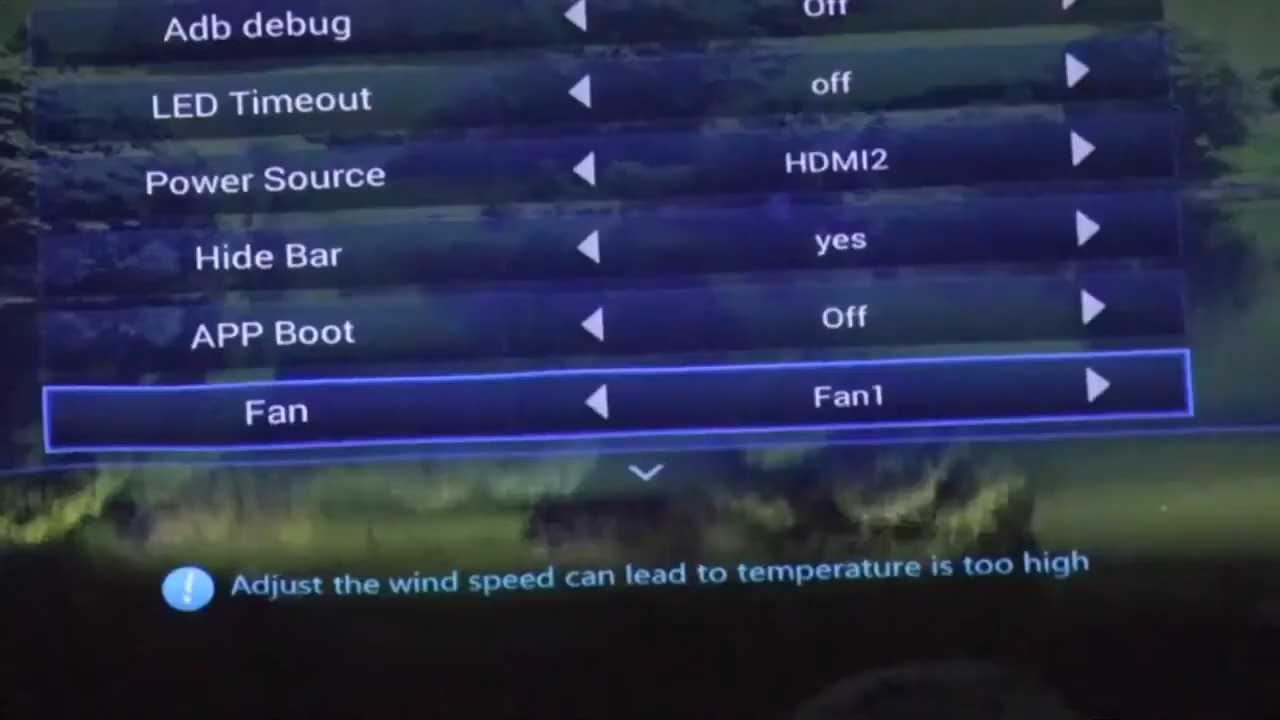 Adb debug Off
LED Timeout off
Power Source HDMI2
Hide Bar yes
APP Boot Off
Fan Fan1
Adjust the wind speed can lead to temperature is too high